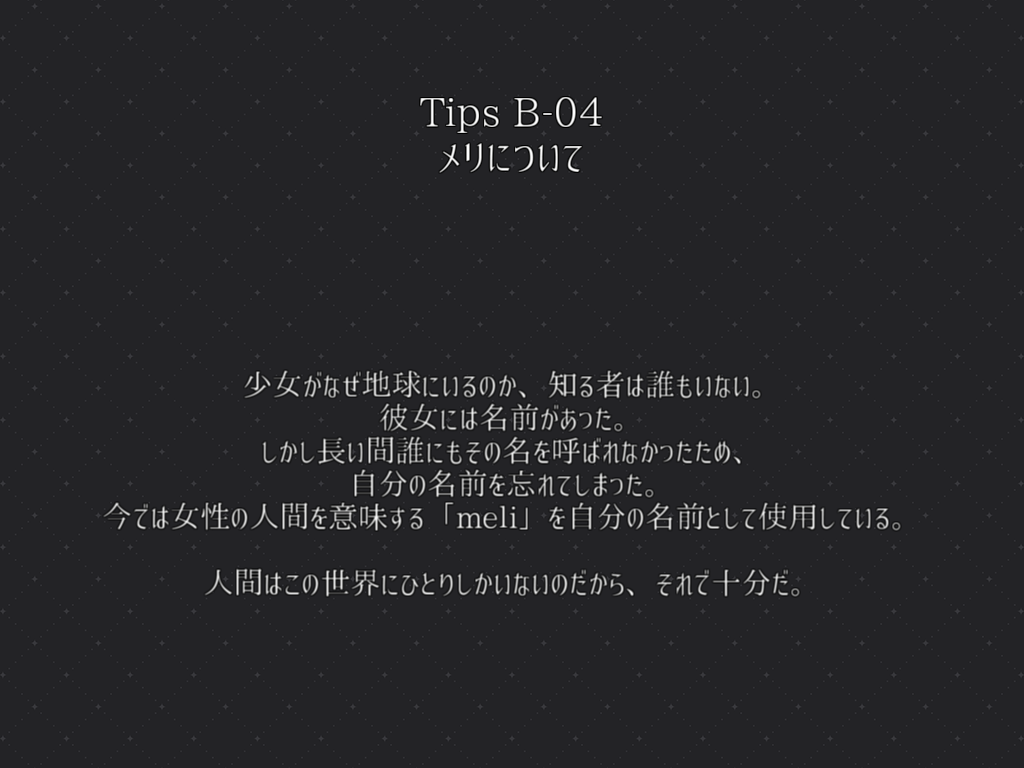 Tips B-04
メリについて
少女がなぜ地球にいるのか、知る者は誰もいない。
彼女には名前があった。
しかし長い間誰にもその名を呼ばれなかったため、
自分の名前を忘れてしまった。
今では女性の人間を意味する「meli」を自分の名前として使用している。
人間はこの世界にひとりしかいないのだから、それで十分だ。